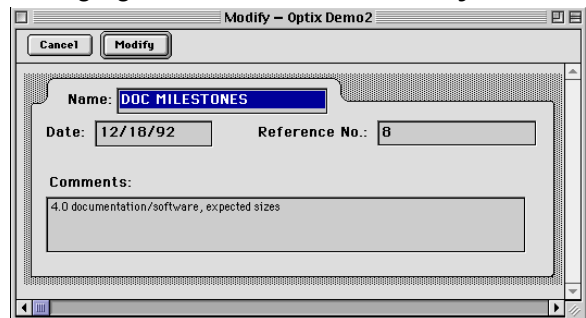 Modify – Optix Demo2
Cancel Modify
Name: DOC MILESTONES
Date: 12/18/92 Reference No.: 8
Comments:
4.0 documentation/software, expected sizes